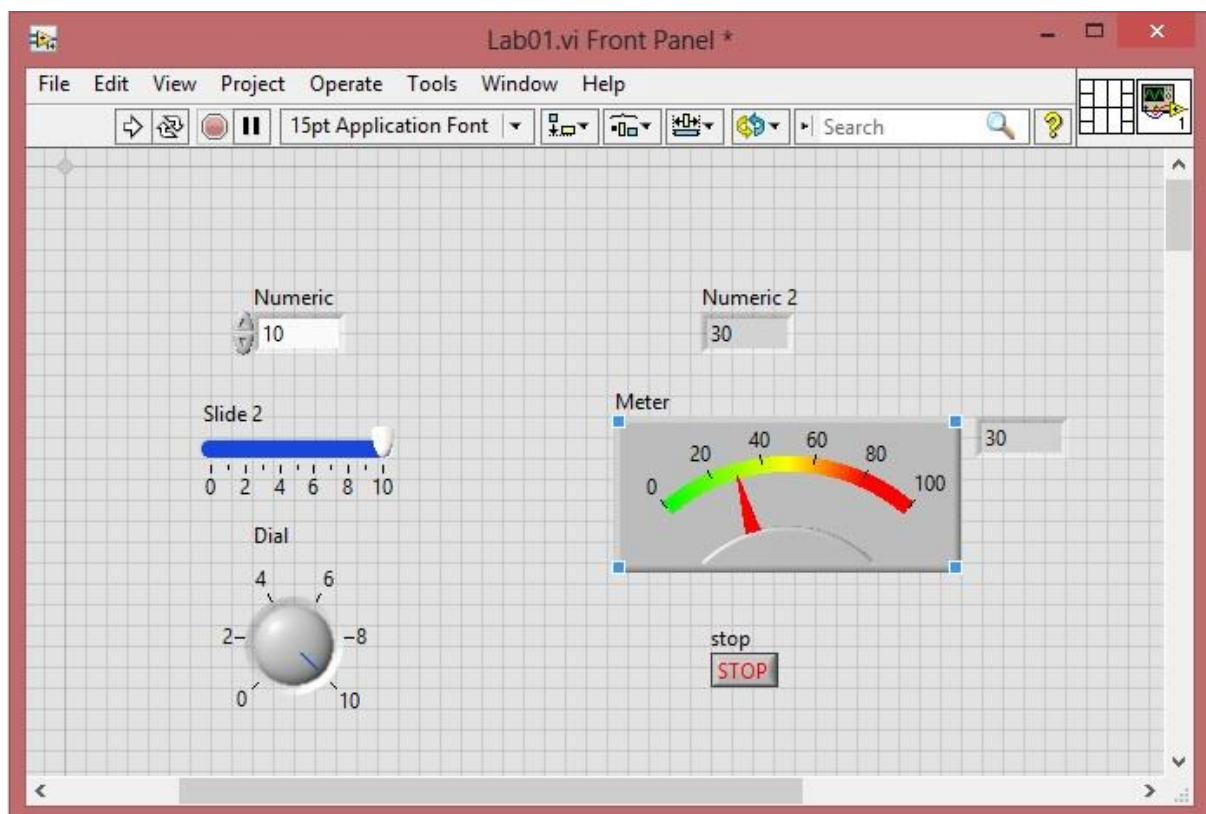 Lab01.vi Front Panel *
File Edit View Project Operate Tools Window Help
15pt Application Font Search ? 1
Numeric
10
Numeric 2
30
Slide 2
0 2 4 6 8 10
Meter
0 20 40 60 80 100
30
Dial
0 2 4 6 8 10
stop
STOP